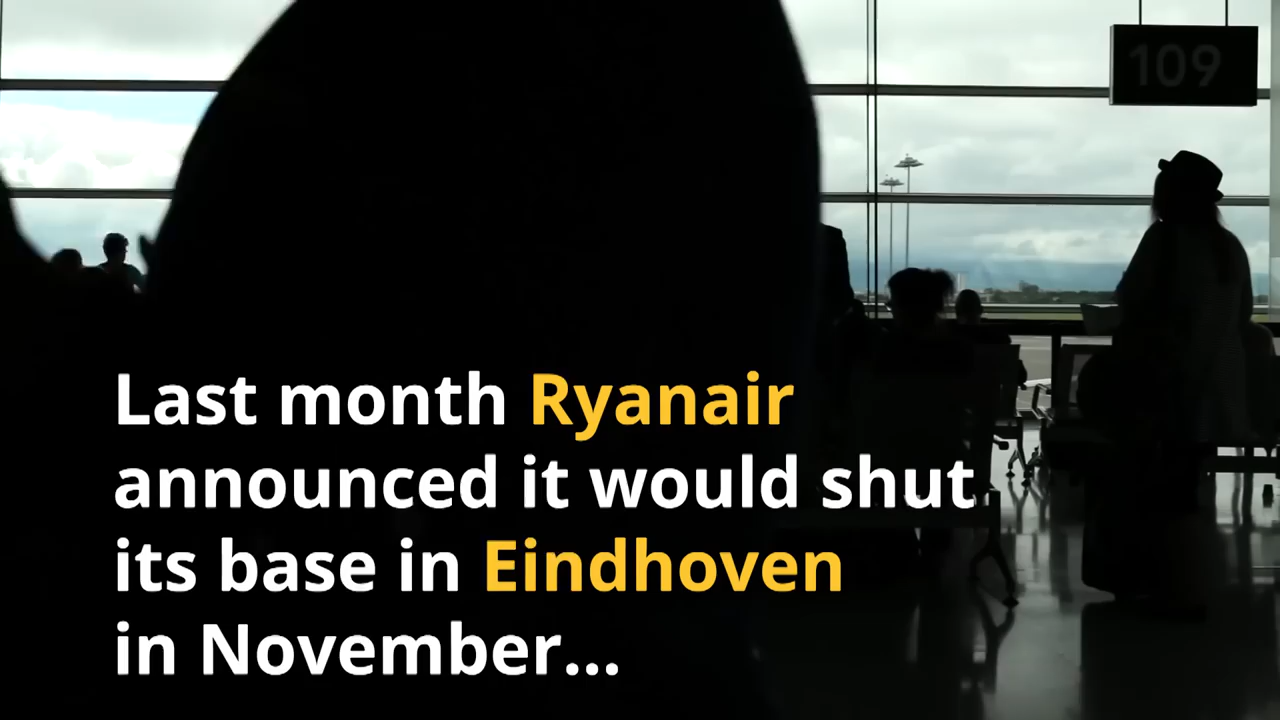 109
Last month Ryanair
announced it would shut
its base in Eindhoven
in November...